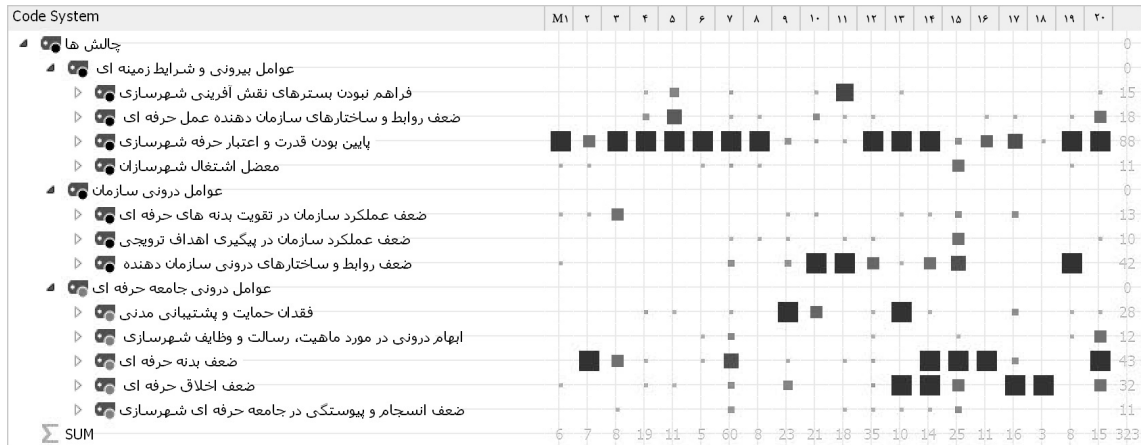 Code System M۱ ۲ ۳ ۴ ۵ ۶ ۷ ۸ ۹ ۱۰ ۱۱ ۱۲ ۱۳ ۱۴ ۱۵ ۱۶ ۱۷ ۱۸ ۱۹ ۲۰
چالش ها 0
عوامل بیرونی و شرایط زمینه ای 0
فراهم نبودن بسترهای نقش آفرینی شهرسازی 15
ضعف روابط و ساختارهای سازمان دهنده عمل حرفه ای 18
پایین بودن قدرت و اعتبار حرفه شهرسازی 88
معضل اشتغال شهرسازان 11
عوامل درونی سازمان 0
ضعف عملکرد سازمان در تقویت بدنه های حرفه ای 13
ضعف عملکرد سازمان در پیگیری اهداف ترویجی 10
ضعف روابط و ساختارهای درونی سازمان دهنده 42
عوامل درونی جامعه حرفه ای 0
فقدان حمایت و پشتیبانی مدنی 28
ابهام درونی در مورد ماهیت، رسالت و وظایف شهرسازی 12
ضعف بدنه حرفه ای 43
ضعف اخلاق حرفه ای 32
ضعف انسجام و پیوستگی در جامعه حرفه ای شهرسازی 11
∑ SUM 6 7 8 19 11 5 60 8 23 21 18 35 10 14 25 11 16 3 8 15 323